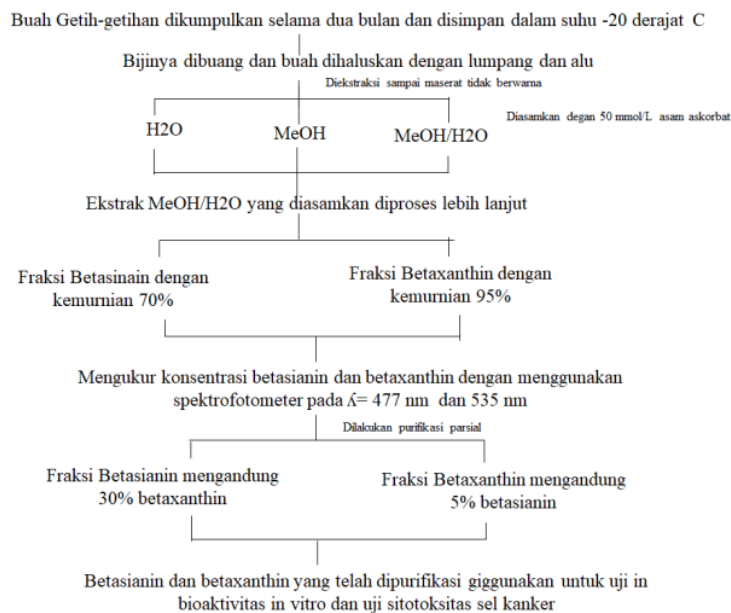 Buah Getih-getihan dikumpulkan selama dua bulan dan disimpan dalam suhu -20 derajat C
Bijinya dibuang dan buah dihaluskan dengan lumpang dan alu
Diekstraksi sampai maserat tidak berwarna
H2O
MeOH
MeOH/H2O
Diasamkan degan 50 mmol/L asam askorbat
Ekstrak MeOH/H2O yang diasamkan diproses lebih lanjut
Fraksi Betasinain dengan
kemurnian 70%
Fraksi Betaxanthin dengan
kemurnian 95%
Mengukur konsentrasi betasianin dan betaxanthin dengan menggunakan
spektrofotometer pada ʎ= 477 nm dan 535 nm
Dilakukan purifikasi parsial
Fraksi Betasianin mengandung
30% betaxanthin
Fraksi Betaxanthin mengandung
5% betasianin
Betasianin dan betaxanthin yang telah dipurifikasi giggunakan untuk uji in
bioaktivitas in vitro dan uji sitotoksitas sel kanker